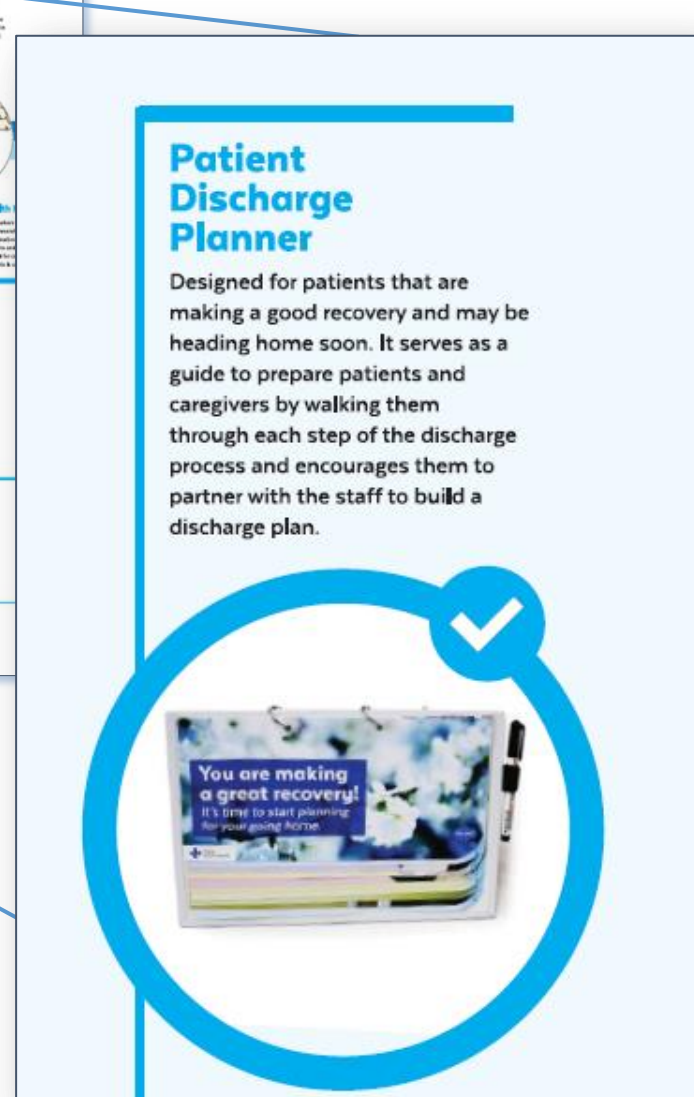 Patient
Discharge
Planner
Designed for patients that are
making a good recovery and may be
heading home soon. It serves as a
guide to prepare patients and
caregivers by walking them
through each step of the discharge
process and encourages them to
partner with the staff to build a
discharge plan.
You are making
a great recovery!
It's time to start planning
for your going home.